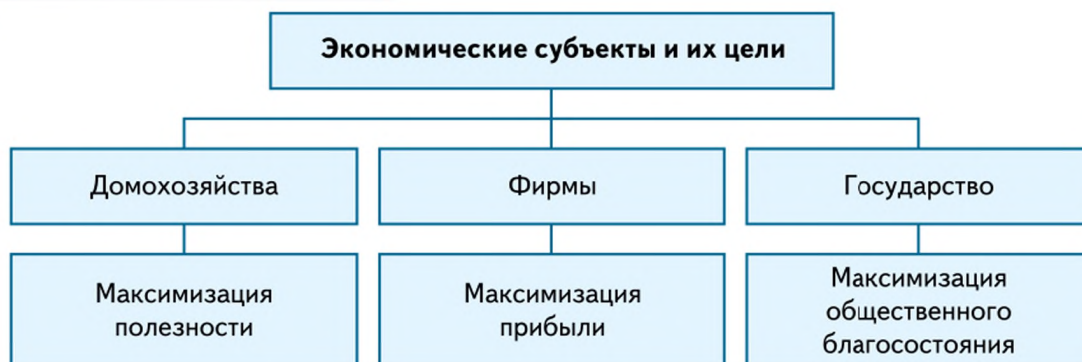 Экономические субъекты и их цели
Домохозяйства
Фирмы
Государство
Максимизация
полезности
Максимизация
прибыли
Максимизация
общественного
благосостояния